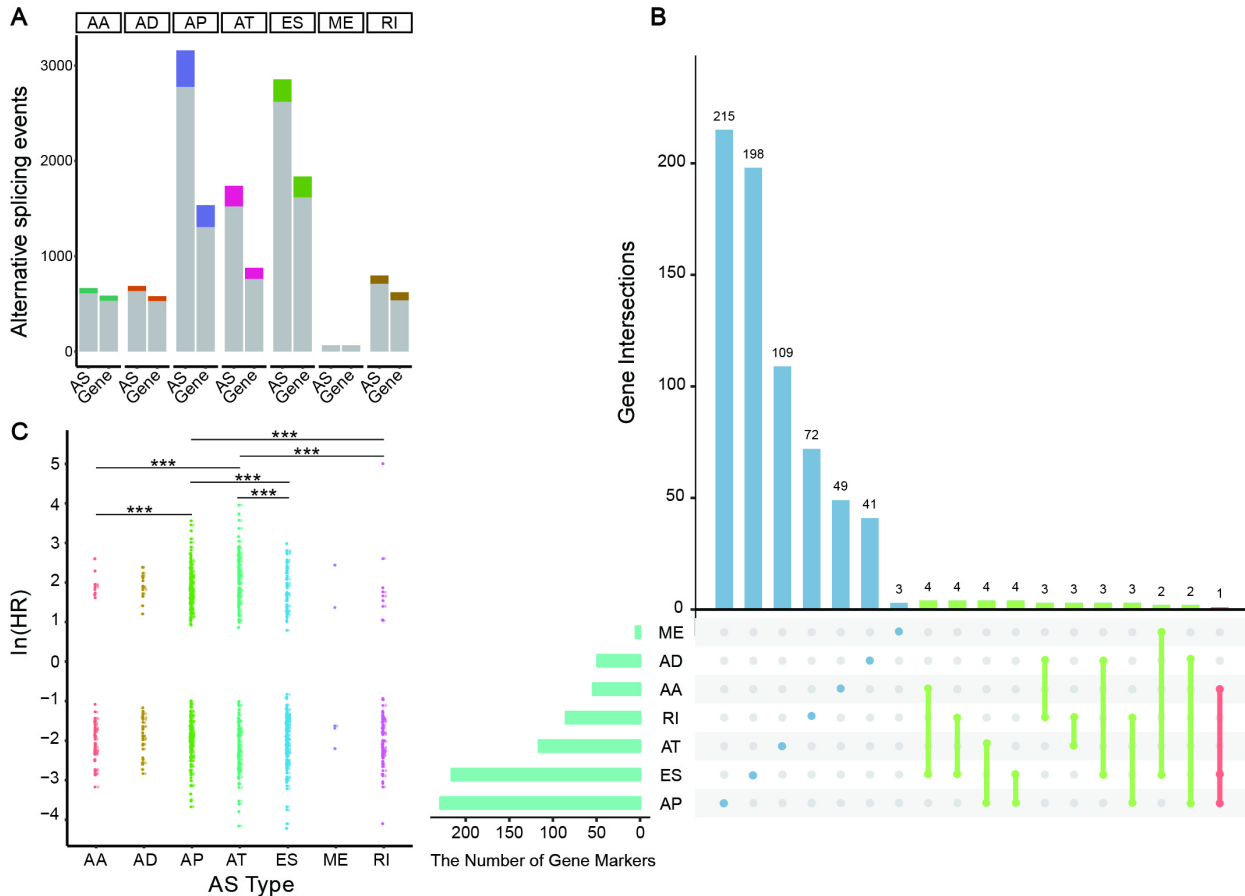 A
AA AD AP AT ES ME RI
Alternative splicing events
3000
2000
1000
0
AS Gene AS Gene AS Gene AS Gene AS Gene AS Gene AS Gene
B
Gene Intersections
200
150
100
50
0
215 198 109 72 49 41 3 4 4 4 4 3 3 3 3 2 2 1
ME
AD
AA
RI
AT
ES
AP
200 150 100 50 0
The Number of Gene Markers
C
ln(HR)
5
4
3
2
1
0
−1
−2
−3
−4
***
***
***
***
***
***
AA AD AP AT ES ME RI
AS Type